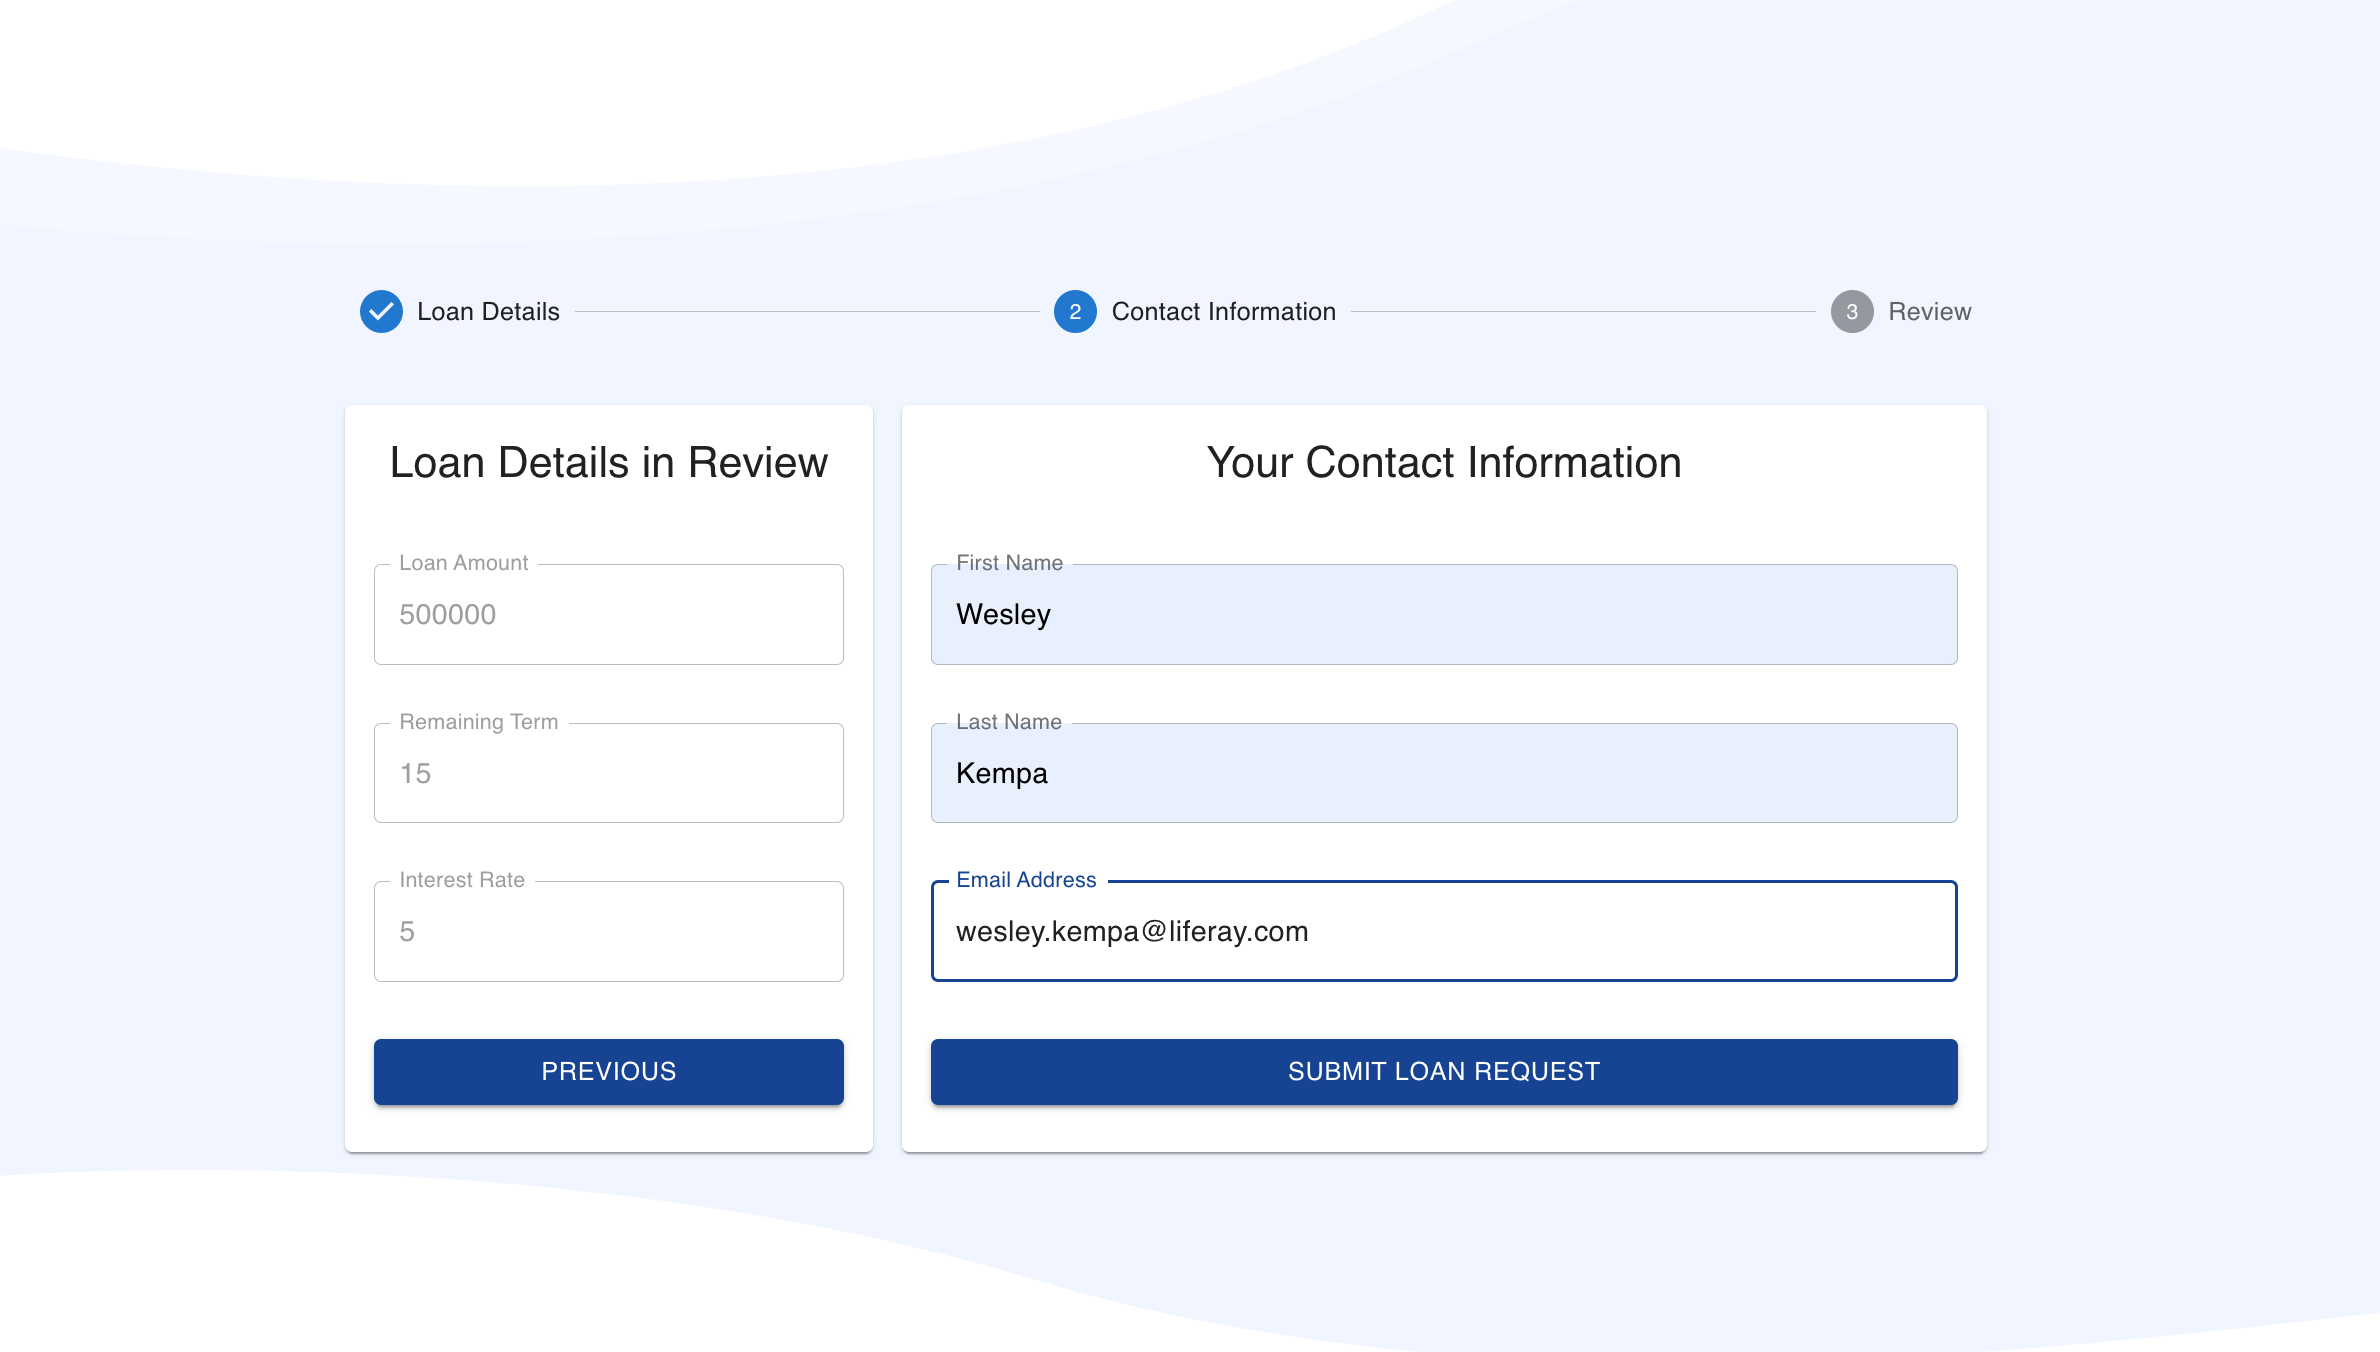 Loan Details
2 Contact Information
3 Review
Loan Details in Review
Loan Amount
500000
Remaining Term
15
Interest Rate
5
PREVIOUS
Your Contact Information
First Name
Wesley
Last Name
Kempa
Email Address
wesley.kempa@liferay.com
SUBMIT LOAN REQUEST